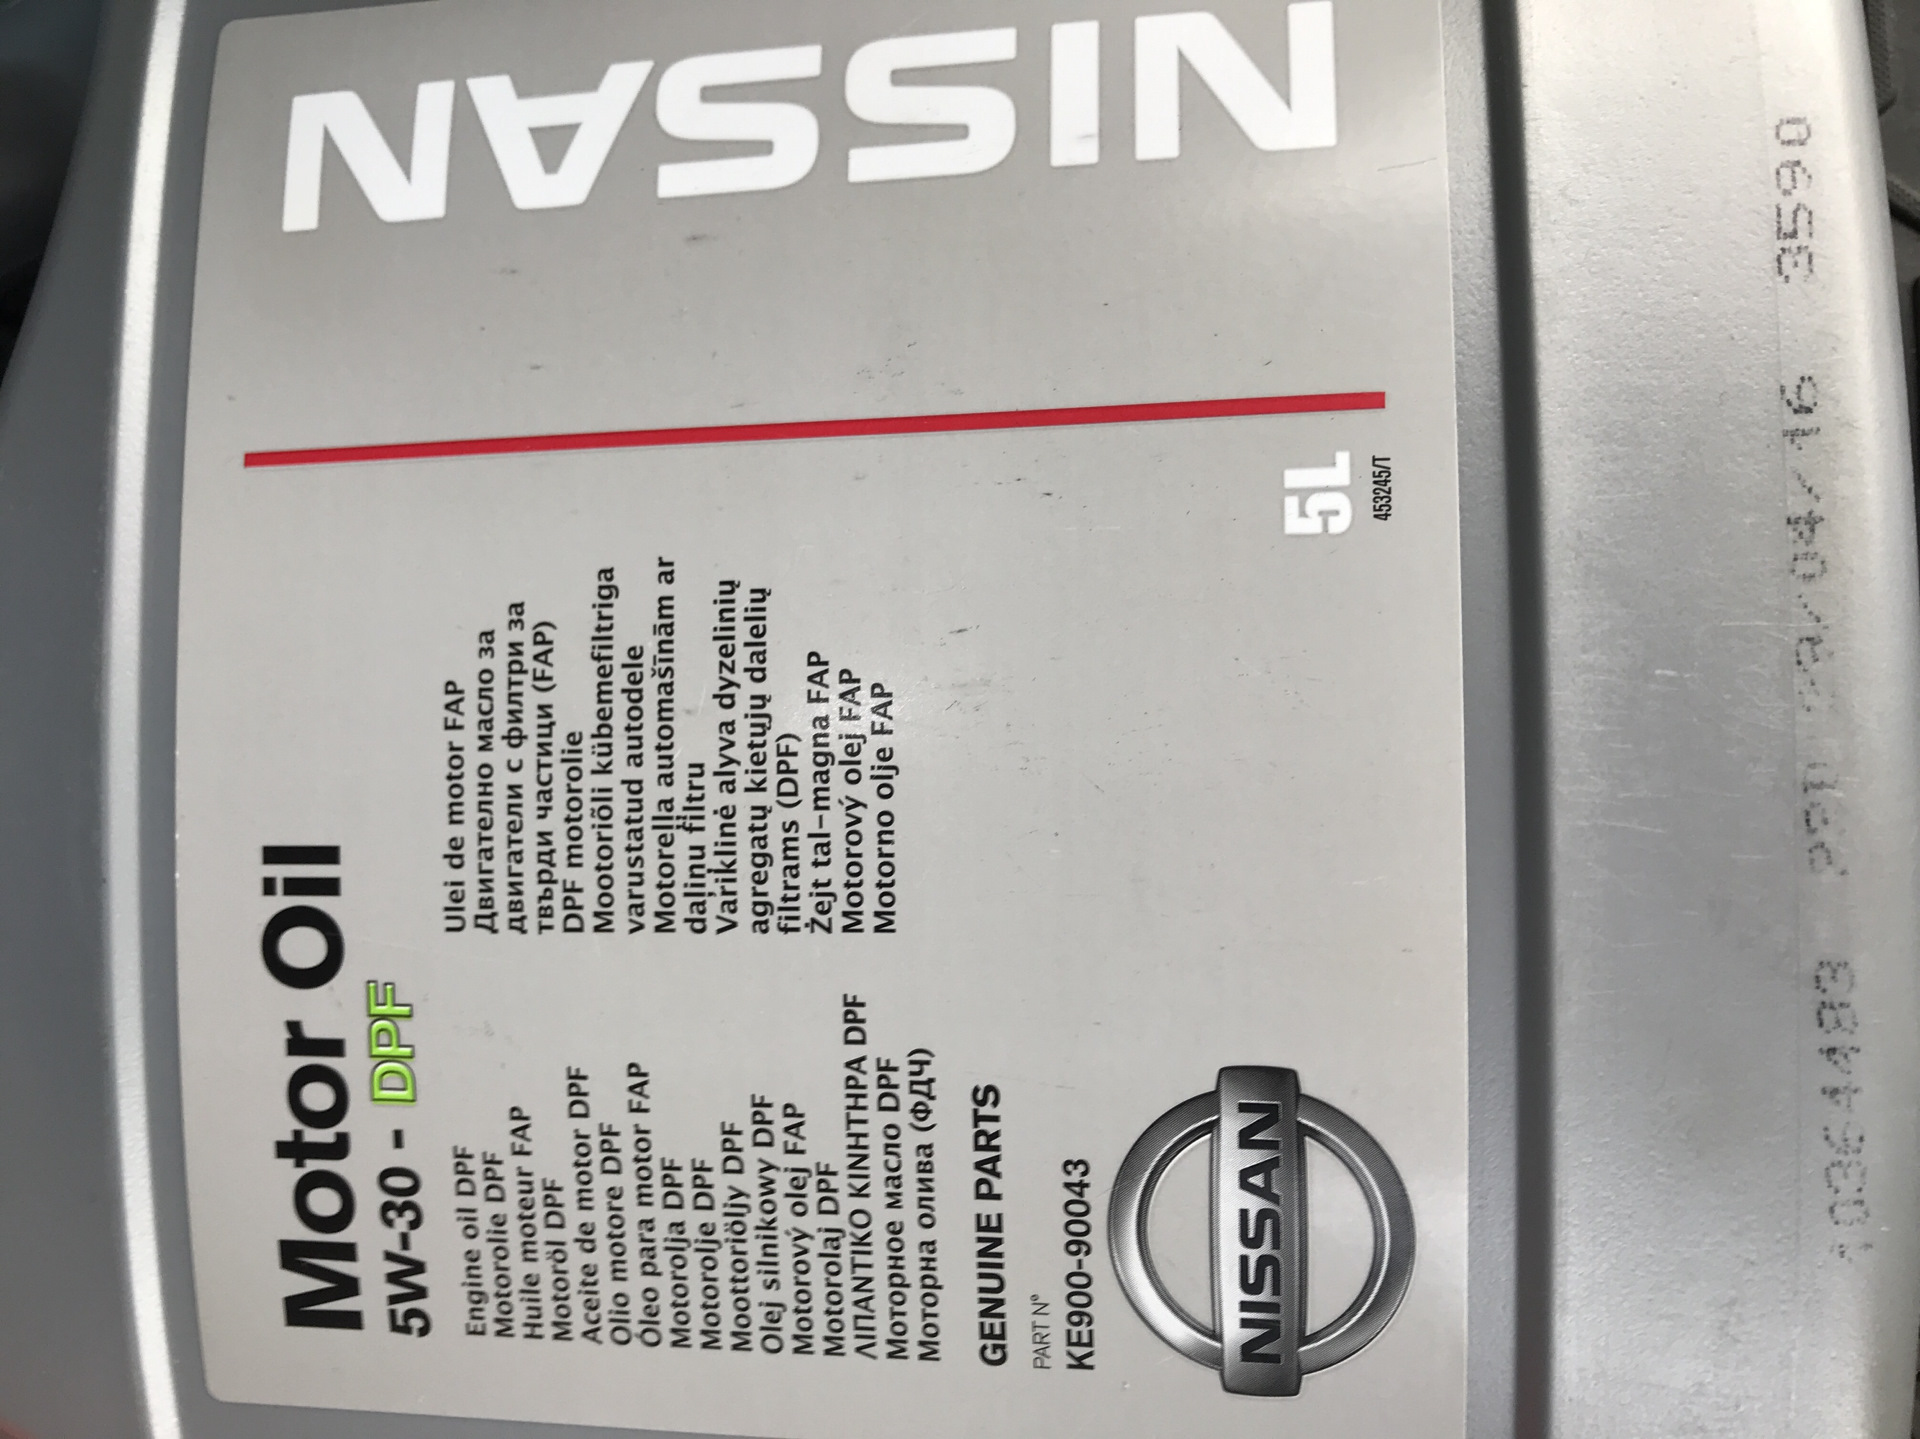 Motor Oil
5W-30 - DPF
Engine oil DPF
Motorolie DPF
Huile moteur FAP
Motoröl DPF
Aceite de motor DPF
Olio motore DPF
Óleo para motor FAP
Motorolja DPF
Motorolje DPF
Moottoriöljy DPF
Olej silnikowy DPF
Motorový olej FAP
Motorolaj DPF
ΛΙΠΑΝΤΙΚΟ ΚΙΝΗΤΗΡΑ DPF
Моторное масло DPF
Моторна олива (ФДЧ)
Ulei de motor FAP
Двигателно масло за
двигатели с филтри за
твърди частици (FAP)
DPF motorolie
Mootoriõli kübemefiltriga
varustatud autodele
Motoreļļa automašīnām ar
daļiņu filtru
Variklinė alyva dyzelinių
agregatų kietųjų dalelių
filtrams (DPF)
Żejt tal-magna FAP
Motorový olej FAP
Motorno olje FAP
GENUINE PARTS
PART N°
KE900-90043
NISSAN
5L
453245/T
NISSAN
3590